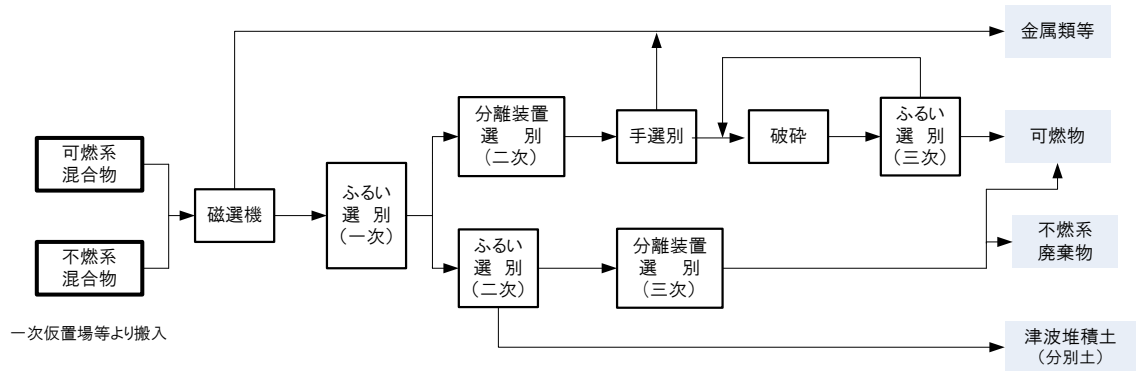 可燃系
混合物
不燃系
混合物
一次仮置場等より搬入
磁選機
ふるい
選 別
(一次)
分離装置
選 別
(二次)
手選別
破砕
ふるい
選 別
(三次)
ふるい
選 別
(二次)
分離装置
選 別
(三次)
金属類等
可燃物
不燃系
廃棄物
津波堆積土
(分別土)